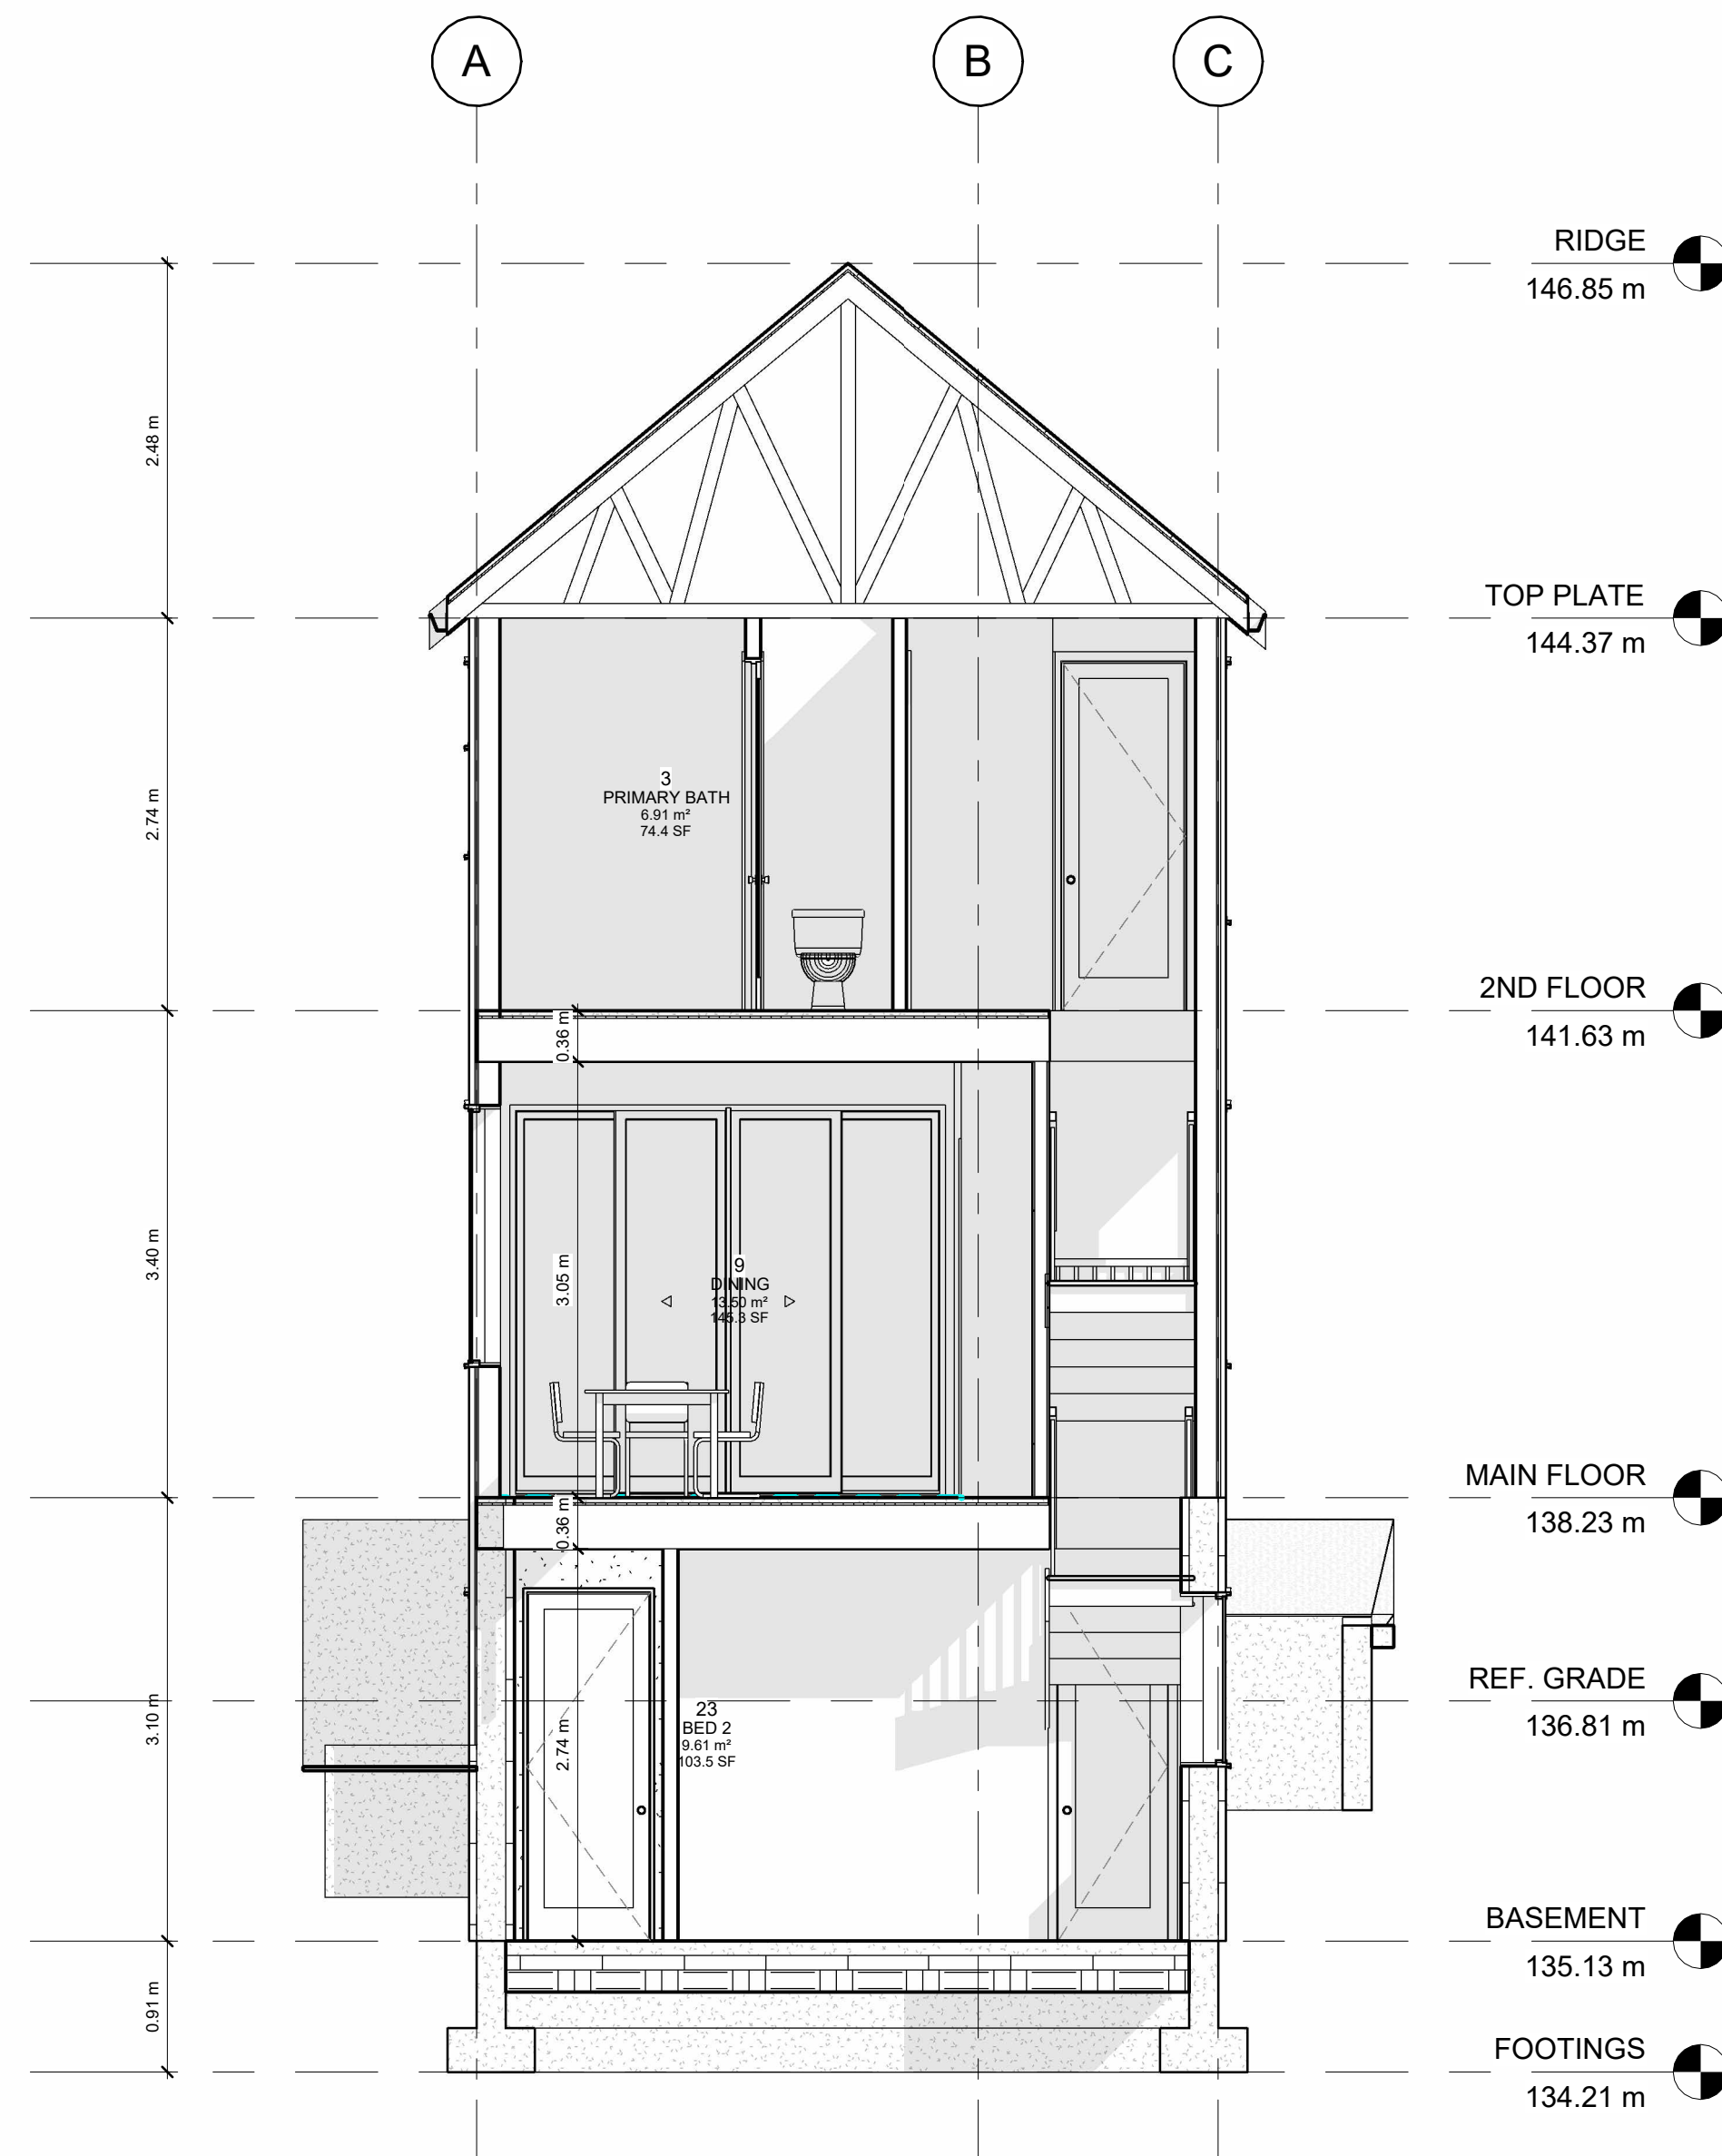 A
B
C
RIDGE
146.85 m
2.48 m
TOP PLATE
144.37 m
2.74 m
3
PRIMARY BATH
6.91 m²
74.4 SF
2ND FLOOR
141.63 m
0.36 m
3.40 m
3.05 m
9
DINING
13.50 m²
145.3 SF
MAIN FLOOR
138.23 m
0.36 m
REF. GRADE
136.81 m
3.10 m
2.74 m
23
BED 2
9.61 m²
103.5 SF
BASEMENT
135.13 m
0.91 m
FOOTINGS
134.21 m